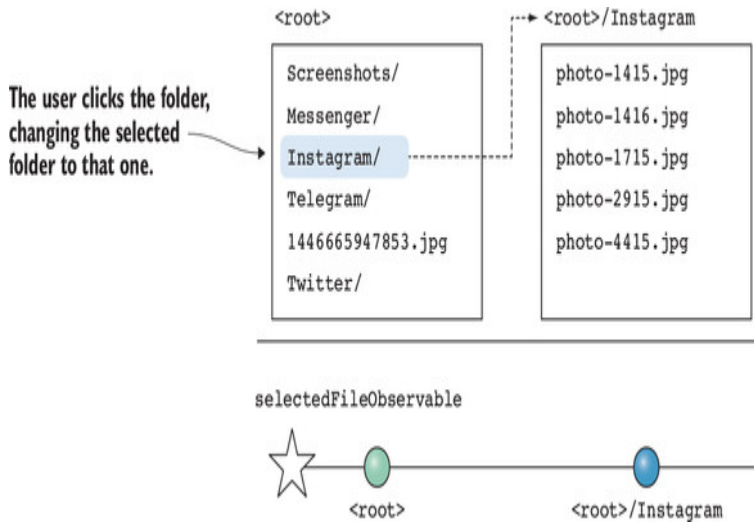 <root>
<root>/Instagram
The user clicks the folder,
changing the selected
folder to that one.
Screenshots/
Messenger/
Instagram/
Telegram/
1446665947853.jpg
Twitter/
photo-1415.jpg
photo-1416.jpg
photo-1715.jpg
photo-2915.jpg
photo-4415.jpg
selectedFileObservable
<root>
<root>/Instagram